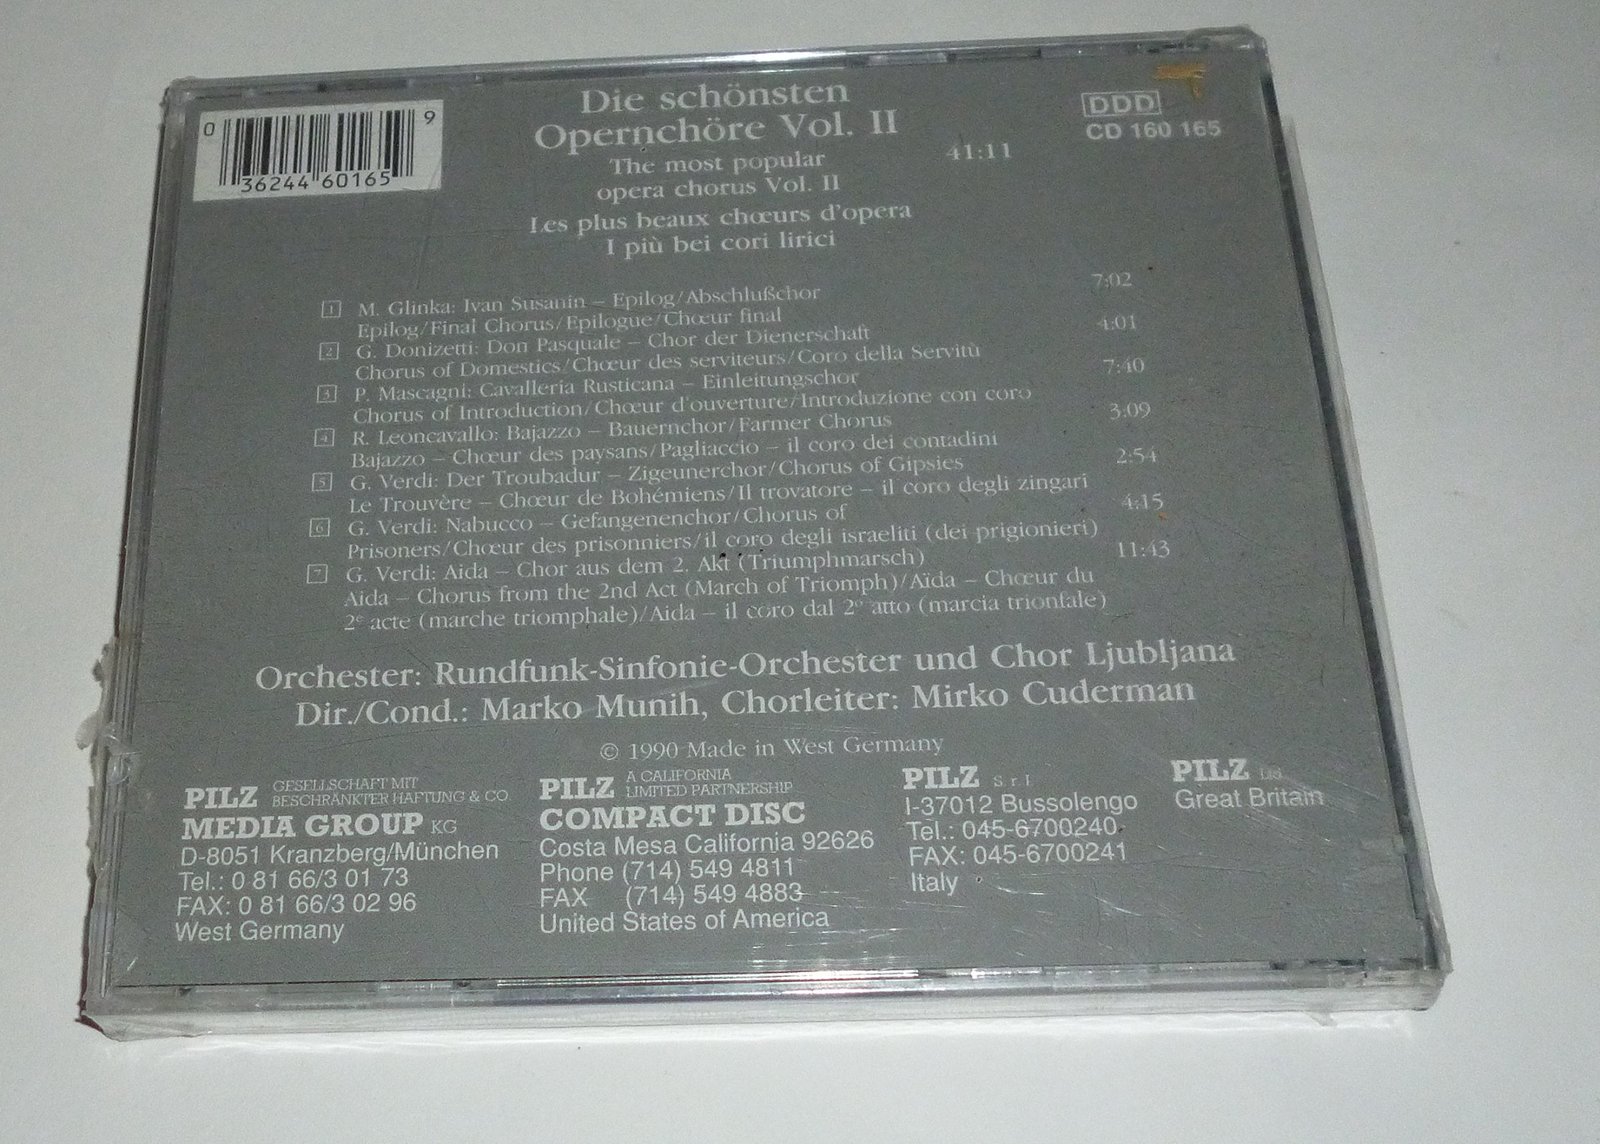 0 36244 60165 9
Die schönsten
Opernchöre Vol. II
The most popular
opera chorus Vol. II
Les plus beaux chœurs d'opera
I più bei cori lirici
41:11
DDD
CD 160 165
1 M. Glinka: Ivan Susanin – Epilog/Abschlußchor 7:02
Epilog/Final Chorus/Epilogue/Chœur final
2 G. Donizetti: Don Pasquale – Chor der Dienerschaft 4:01
Chorus of Domestics/Chœur des serviteurs/Coro della Servitù
3 P. Mascagni: Cavalleria Rusticana – Einleitungschor 7:40
Chorus of Introduction/Chœur d'ouverture/Introduzione con coro
4 R. Leoncavallo: Bajazzo – Bauernchor/Farmer Chorus 3:09
Bajazzo – Chœur des paysans/Pagliaccio – il coro dei contadini
5 G. Verdi: Der Troubadur – Zigeunerchor/Chorus of Gipsies 2:54
Le Trouvère – Chœur de Bohémiens/Il trovatore – il coro degli zingari
6 G. Verdi: Nabucco – Gefangenenchor/Chorus of 4:15
Prisoners/Chœur des prisonniers/il coro degli israeliti (dei prigionieri)
7 G. Verdi: Aida – Chor aus dem 2. Akt (Triumphmarsch) 11:43
Aida – Chorus from the 2nd Act (March of Triomph)/Aida – Chœur du
2e acte (marche triomphale)/Aida – il coro dal 2º atto (marcia trionfale)
Orchester: Rundfunk-Sinfonie-Orchester und Chor Ljubljana
Dir./Cond.: Marko Munih, Chorleiter: Mirko Cuderman
© 1990 Made in West Germany
PILZ GESELLSCHAFT MIT
BESCHRÄNKTER HAFTUNG & CO.
MEDIA GROUP KG
D-8051 Kranzberg/München
Tel.: 0 81 66/3 01 73
FAX: 0 81 66/3 02 96
West Germany
PILZ A CALIFORNIA
LIMITED PARTNERSHIP
COMPACT DISC
Costa Mesa California 92626
Phone (714) 549 4811
FAX (714) 549 4883
United States of America
PILZ S.r.l
I-37012 Bussolengo
Tel.: 045-6700240
FAX: 045-6700241
Italy
PILZ Ltd
Great Britain